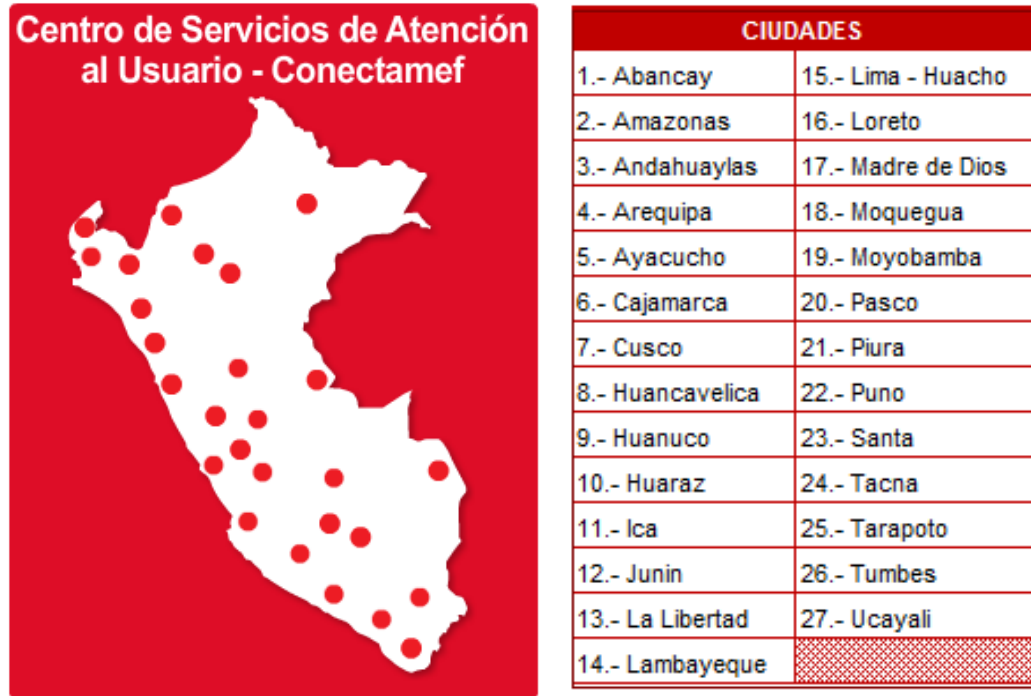 Centro de Servicios de Atención
al Usuario - Conectamef
CIUDADES
1.- Abancay
15.- Lima - Huacho
2.- Amazonas
16.- Loreto
3.- Andahuaylas
17.- Madre de Dios
4.- Arequipa
18.- Moquegua
5.- Ayacucho
19.- Moyobamba
6.- Cajamarca
20.- Pasco
7.- Cusco
21.- Piura
8.- Huancavelica
22.- Puno
9.- Huanuco
23.- Santa
10.- Huaraz
24.- Tacna
11.- Ica
25.- Tarapoto
12.- Junin
26.- Tumbes
13.- La Libertad
27.- Ucayali
14.- Lambayeque